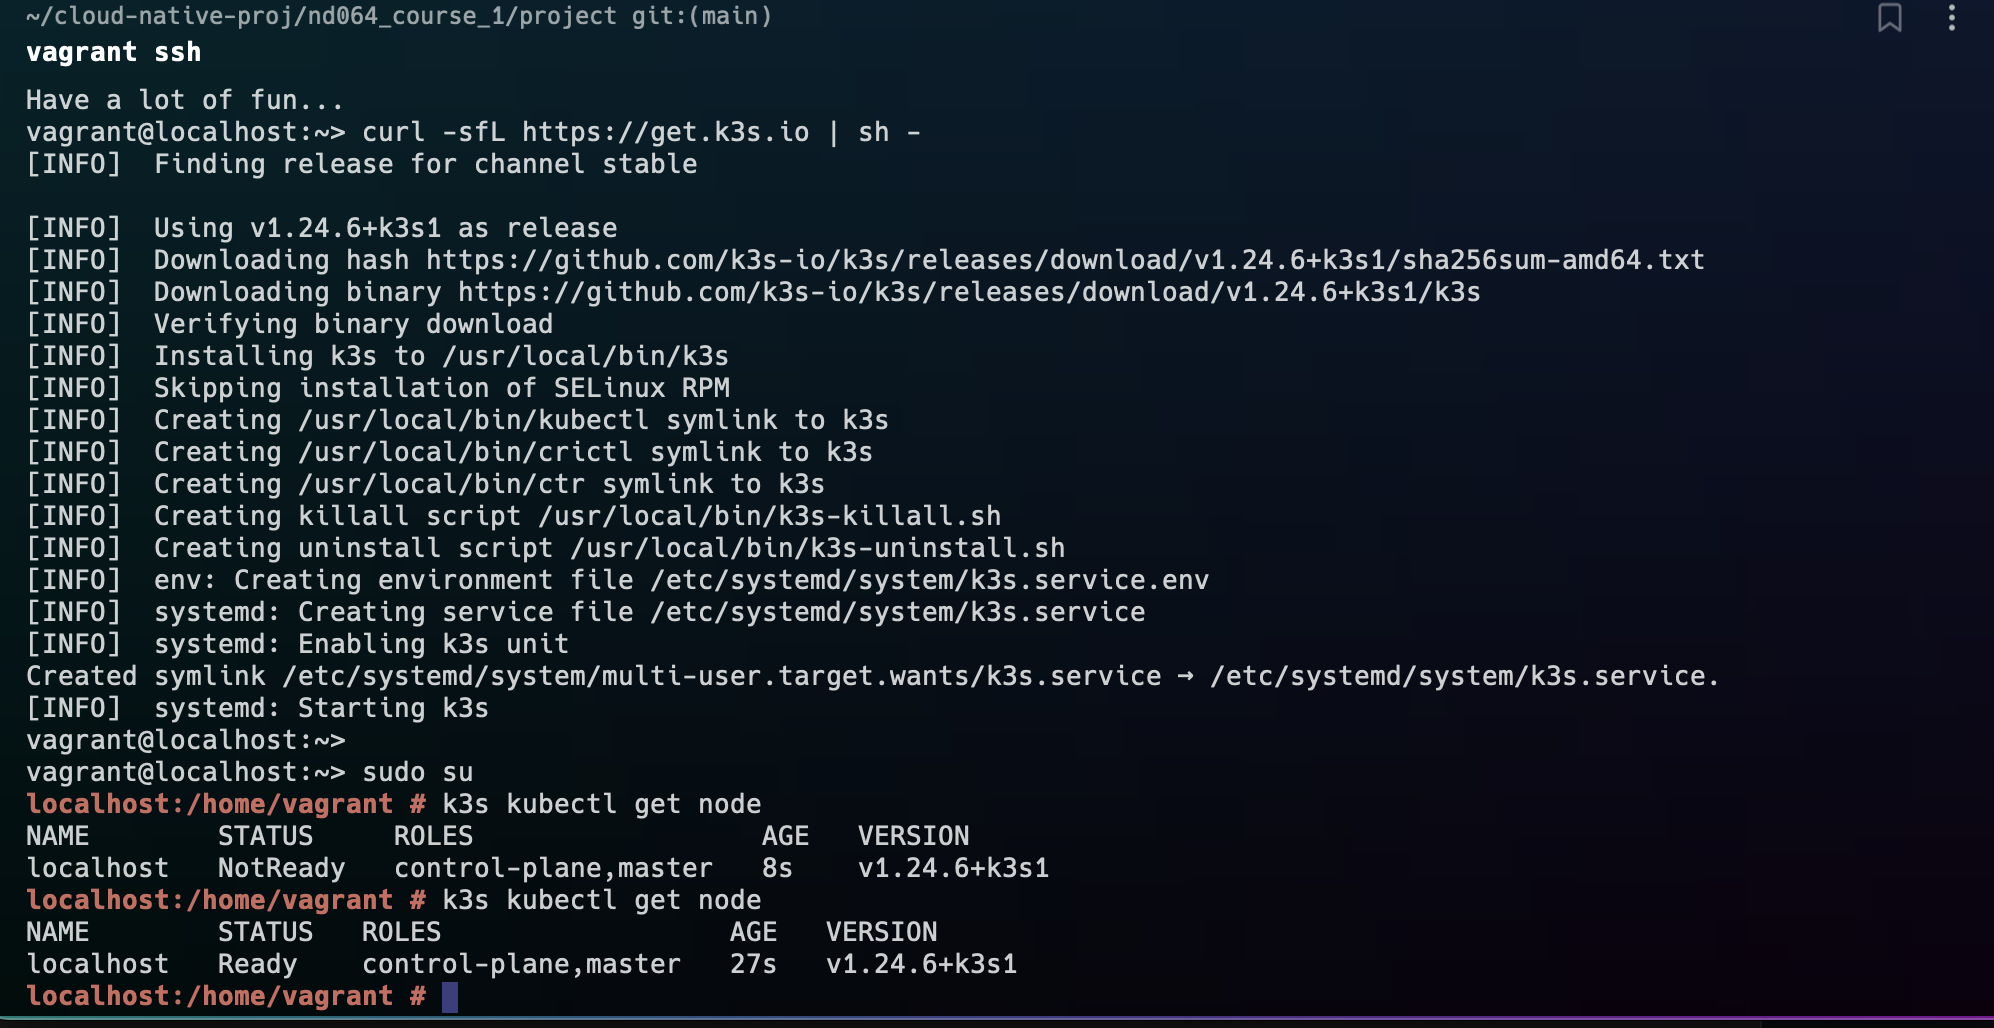 ~/cloud-native-proj/nd064_course_1/project git:(main)
vagrant ssh
Have a lot of fun...
vagrant@localhost:~> curl -sfL https://get.k3s.io | sh -
[INFO]  Finding release for channel stable
[INFO]  Using v1.24.6+k3s1 as release
[INFO]  Downloading hash https://github.com/k3s-io/k3s/releases/download/v1.24.6+k3s1/sha256sum-amd64.txt
[INFO]  Downloading binary https://github.com/k3s-io/k3s/releases/download/v1.24.6+k3s1/k3s
[INFO]  Verifying binary download
[INFO]  Installing k3s to /usr/local/bin/k3s
[INFO]  Skipping installation of SELinux RPM
[INFO]  Creating /usr/local/bin/kubectl symlink to k3s
[INFO]  Creating /usr/local/bin/crictl symlink to k3s
[INFO]  Creating /usr/local/bin/ctr symlink to k3s
[INFO]  Creating killall script /usr/local/bin/k3s-killall.sh
[INFO]  Creating uninstall script /usr/local/bin/k3s-uninstall.sh
[INFO]  env: Creating environment file /etc/systemd/system/k3s.service.env
[INFO]  systemd: Creating service file /etc/systemd/system/k3s.service
[INFO]  systemd: Enabling k3s unit
Created symlink /etc/systemd/system/multi-user.target.wants/k3s.service → /etc/systemd/system/k3s.service.
[INFO]  systemd: Starting k3s
vagrant@localhost:~>
vagrant@localhost:~> sudo su
localhost:/home/vagrant # k3s kubectl get node
NAME        STATUS     ROLES                  AGE   VERSION
localhost   NotReady   control-plane,master   8s    v1.24.6+k3s1
localhost:/home/vagrant # k3s kubectl get node
NAME        STATUS   ROLES                  AGE   VERSION
localhost   Ready    control-plane,master   27s   v1.24.6+k3s1
localhost:/home/vagrant #